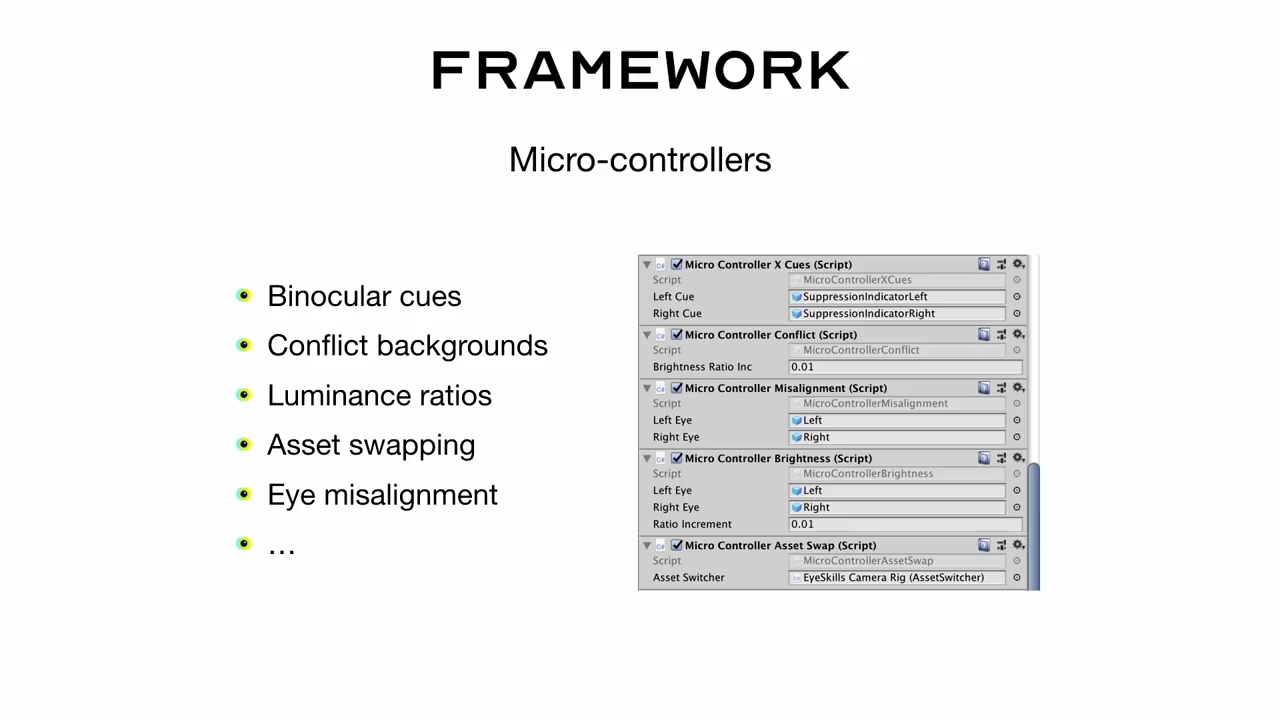 FRAMEWORK
Micro-controllers
Binocular cues
Conflict backgrounds
Luminance ratios
Asset swapping
Eye misalignment
...
Micro Controller X Cues (Script)
Script MicroControllerXCues
Left Cue SuppressionIndicatorLeft
Right Cue SuppressionIndicatorRight
Micro Controller Conflict (Script)
Script MicroControllerConflict
Brightness Ratio Inc 0.01
Micro Controller Misalignment (Script)
Script MicroControllerMisalignment
Left Eye Left
Right Eye Right
Micro Controller Brightness (Script)
Script MicroControllerBrightness
Left Eye Left
Right Eye Right
Ratio Increment 0.01
Micro Controller Asset Swap (Script)
Script MicroControllerAssetSwap
Asset Switcher EyeSkills Camera Rig (AssetSwitcher)